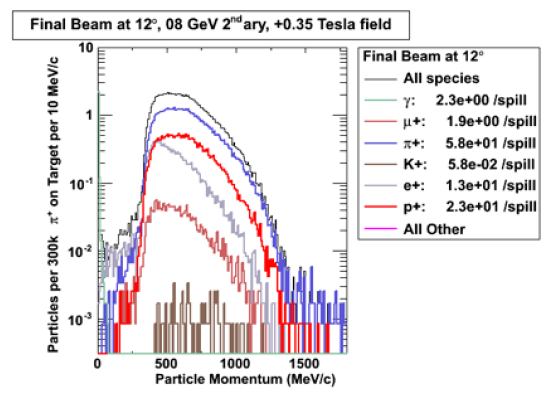 Final Beam at 12°, 08 GeV 2ndary, +0.35 Tesla field
Particles per 300k π+ on Target per 10 MeV/c
10
1
10-1
10-2
10-3
0
500
1000
1500
Particle Momentum (MeV/c)
Final Beam at 12°
All species
γ: 2.3e+00 /spill
μ+: 1.9e+00 /spill
π+: 5.8e+01 /spill
K+: 5.8e-02 /spill
e+: 1.3e+01 /spill
p+: 2.3e+01 /spill
All Other